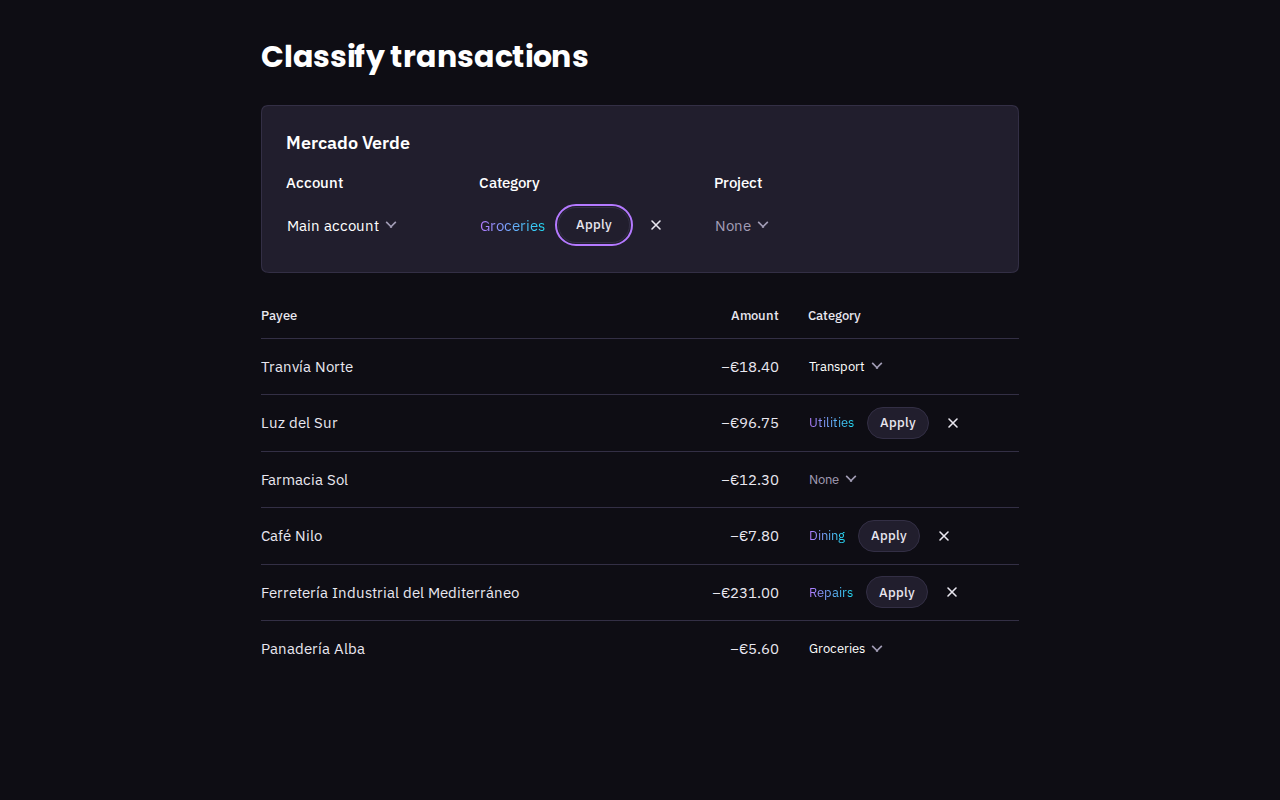 Classify transactions
Mercado Verde
Account Category Project
Main account Groceries Apply None
Payee Amount Category
Tranvía Norte −€18.40 Transport
Luz del Sur −€96.75 Utilities Apply
Farmacia Sol −€12.30 None
Café Nilo −€7.80 Dining Apply
Ferretería Industrial del Mediterráneo −€231.00 Repairs Apply
Panadería Alba −€5.60 Groceries